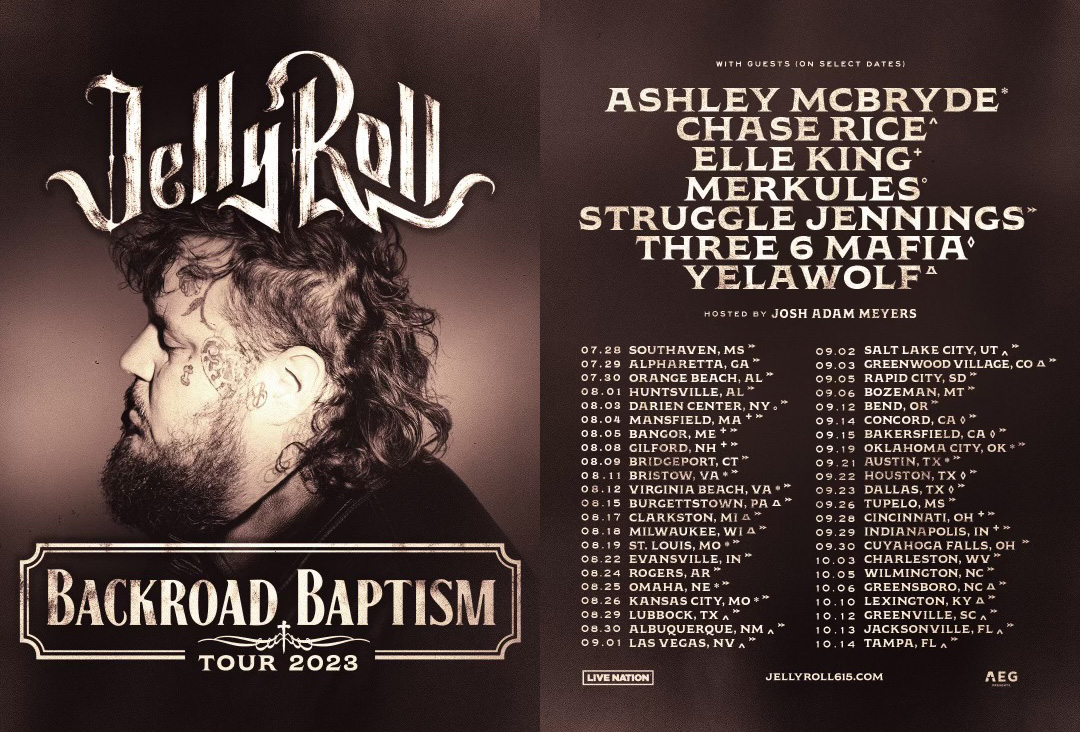 Jelly Roll
BACKROAD BAPTISM
TOUR 2023
WITH GUESTS (ON SELECT DATES)
ASHLEY MCBRYDE*
CHASE RICE^
ELLE KING+
MERKULES°
STRUGGLE JENNINGS»
THREE 6 MAFIA◊
YELAWOLF∆
HOSTED BY JOSH ADAM MEYERS
07.28 SOUTHAVEN, MS »
07.29 ALPHARETTA, GA »
07.30 ORANGE BEACH, AL »
08.01 HUNTSVILLE, AL »
08.03 DARIEN CENTER, NY ° »
08.04 MANSFIELD, MA + »
08.05 BANGOR, ME + »
08.08 GILFORD, NH + »
08.09 BRIDGEPORT, CT »
08.11 BRISTOW, VA * »
08.12 VIRGINIA BEACH, VA * »
08.15 BURGETTSTOWN, PA ∆ »
08.17 CLARKSTON, MI ∆ »
08.18 MILWAUKEE, WI ∆ »
08.19 ST. LOUIS, MO * »
08.22 EVANSVILLE, IN »
08.24 ROGERS, AR »
08.25 OMAHA, NE * »
08.26 KANSAS CITY, MO * »
08.29 LUBBOCK, TX ^ »
08.30 ALBUQUERQUE, NM ^ »
09.01 LAS VEGAS, NV ^ »
09.02 SALT LAKE CITY, UT ^ »
09.03 GREENWOOD VILLAGE, CO ∆ »
09.05 RAPID CITY, SD »
09.06 BOZEMAN, MT »
09.12 BEND, OR »
09.14 CONCORD, CA ◊ »
09.15 BAKERSFIELD, CA ◊ »
09.19 OKLAHOMA CITY, OK * »
09.21 AUSTIN, TX * »
09.22 HOUSTON, TX ◊ »
09.23 DALLAS, TX ◊ »
09.26 TUPELO, MS »
09.28 CINCINNATI, OH + »
09.29 INDIANAPOLIS, IN + »
09.30 CUYAHOGA FALLS, OH »
10.03 CHARLESTON, WV »
10.05 WILMINGTON, NC »
10.06 GREENSBORO, NC ∆ »
10.10 LEXINGTON, KY ∆ »
10.12 GREENVILLE, SC ^ »
10.13 JACKSONVILLE, FL ^ »
10.14 TAMPA, FL ^ »
LIVE NATION
JELLYROLL615.COM
AEG
PRESENTS